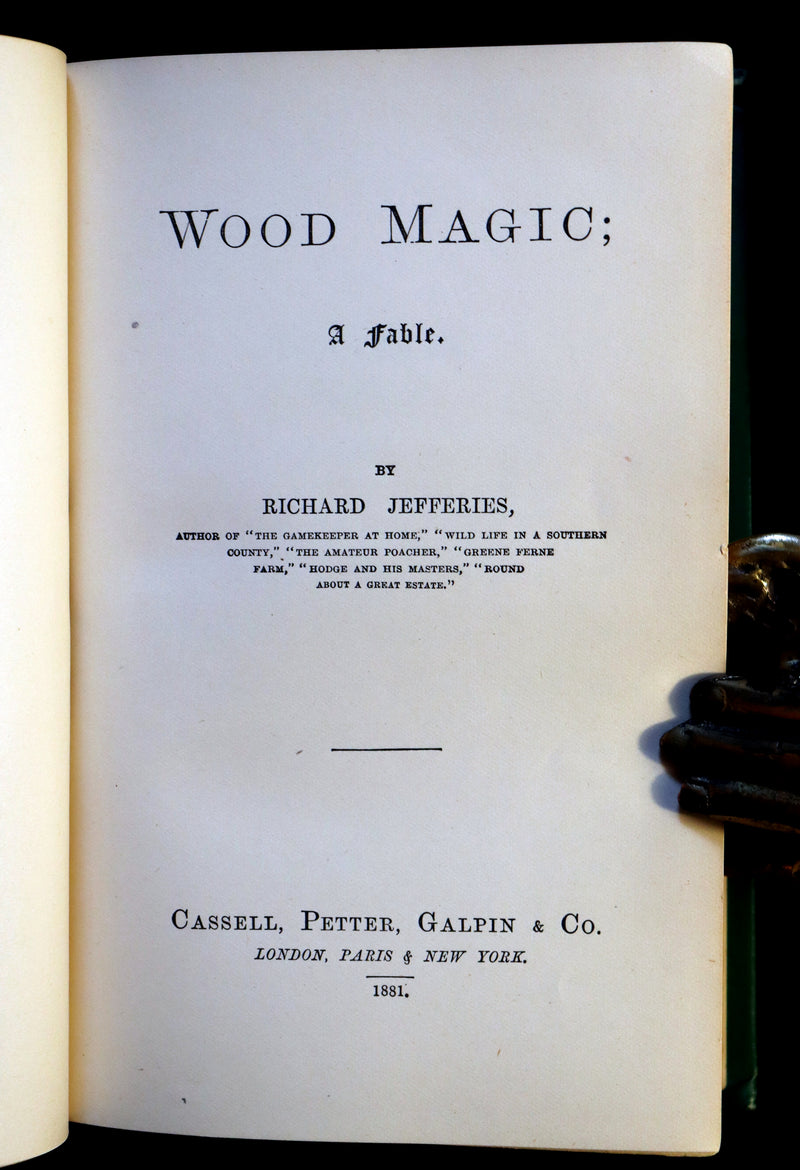 WOOD MAGIC;
A Fable.
BY
RICHARD JEFFERIES,
AUTHOR OF "THE GAMEKEEPER AT HOME," "WILD LIFE IN A SOUTHERN
COUNTY," "THE AMATEUR POACHER," "GREENE FERNE
FARM," "HODGE AND HIS MASTERS," "ROUND
ABOUT A GREAT ESTATE."
CASSELL, PETTER, GALPIN & CO.
LONDON, PARIS & NEW YORK.
1881.